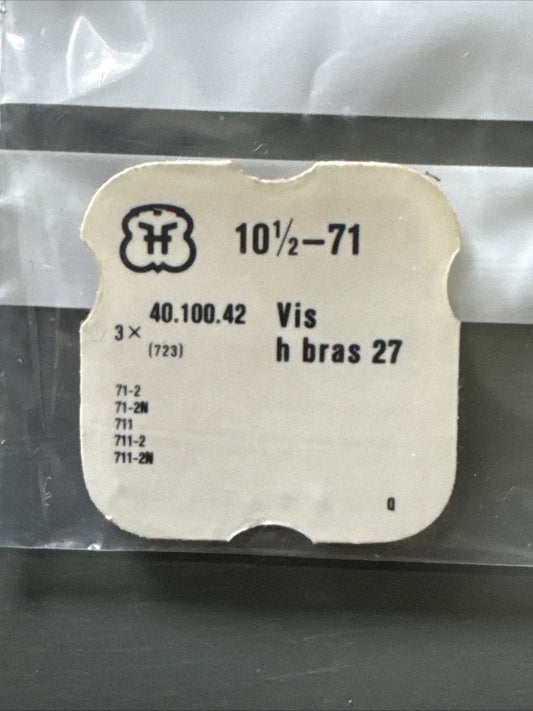 10½–71
3× 40.100.42 Vis
(723) h bras 27
71-2
71-2N
711
711-2
711-2N
Q